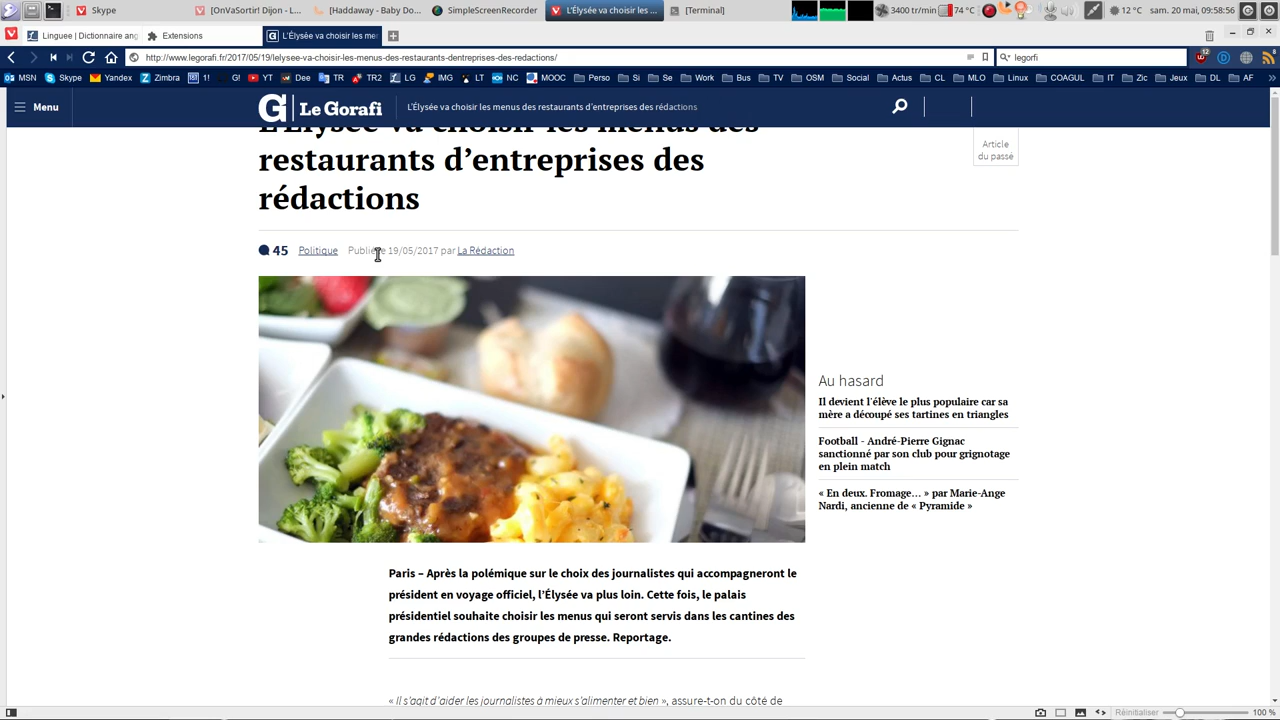 Skype
[OnVaSortir! Dijon - L...
[Haddaway - Baby Do...
SimpleScreenRecorder
L'Élysée va choisir les ...
[Terminal]
3400 tr/min
74 °C
12 °C
sam. 20 mai, 09:58:5
Linguee | Dictionnaire ang
Extensions
L'Élysée va choisir les me
http://www.legorafi.fr/2017/05/19/lelysee-va-choisir-les-menus-des-restaurants-dentreprises-des-redactions/
legorfi
12
8
MSN
Skype
Yandex
Zimbra
1!
G!
YT
Dee
TR
TR2
LG
IMG
LT
NC
MOOC
Perso
Si
Se
Work
Bus
TV
OSM
Social
Actus
CL
MLO
Linux
COAGUL
IT
Zic
Jeux
DL
AF
Menu
G Le Gorafi
L'Élysée va choisir les menus des restaurants d'entreprises des rédactions
L'Élysée va choisir les menus des
restaurants d'entreprises des
rédactions
Article
du passé
45 Politique Publié le 19/05/2017 par La Rédaction
Au hasard
Il devient l'élève le plus populaire car sa
mère a découpé ses tartines en triangles
Football - André-Pierre Gignac
sanctionné par son club pour grignotage
en plein match
« En deux. Fromage… » par Marie-Ange
Nardi, ancienne de « Pyramide »
Paris – Après la polémique sur le choix des journalistes qui accompagneront le
président en voyage officiel, l'Élysée va plus loin. Cette fois, le palais
présidentiel souhaite choisir les menus qui seront servis dans les cantines des
grandes rédactions des groupes de presse. Reportage.
« Il s'agit d'aider les journalistes à mieux s'alimenter et bien », assure-t-on du côté de
Réinitialiser
100 %